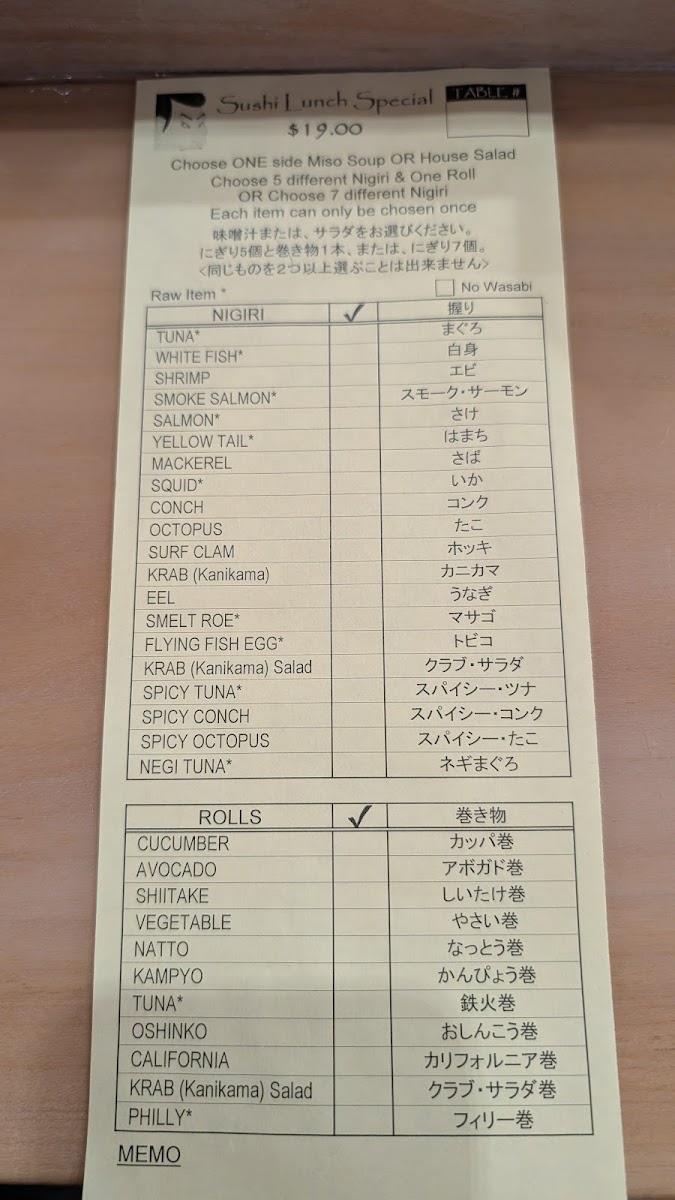 Sushi Lunch Special
TABLE #
$19.00
Choose ONE side Miso Soup OR House Salad
Choose 5 different Nigiri & One Roll
OR Choose 7 different Nigiri
Each item can only be chosen once
味噌汁または、サラダをお選びください。
にぎり5個と巻き物1本、または、にぎり7個。
<同じものを2つ以上選ぶことは出来ません>
Raw Item * No Wasabi
NIGIRI ✓ 握り
TUNA* まぐろ
WHITE FISH* 白身
SHRIMP エビ
SMOKE SALMON* スモーク・サーモン
SALMON* さけ
YELLOW TAIL* はまち
MACKEREL さば
SQUID* いか
CONCH コンク
OCTOPUS たこ
SURF CLAM ホッキ
KRAB (Kanikama) カニカマ
EEL うなぎ
SMELT ROE* マサゴ
FLYING FISH EGG* トビコ
KRAB (Kanikama) Salad クラブ・サラダ
SPICY TUNA* スパイシー・ツナ
SPICY CONCH スパイシー・コンク
SPICY OCTOPUS スパイシー・たこ
NEGI TUNA* ネギまぐろ
ROLLS ✓ 巻き物
CUCUMBER カッパ巻
AVOCADO アボガド巻
SHIITAKE しいたけ巻
VEGETABLE やさい巻
NATTO なっとう巻
KAMPYO かんぴょう巻
TUNA* 鉄火巻
OSHINKO おしんこう巻
CALIFORNIA カリフォルニア巻
KRAB (Kanikama) Salad クラブ・サラダ巻
PHILLY* フィリー巻
MEMO